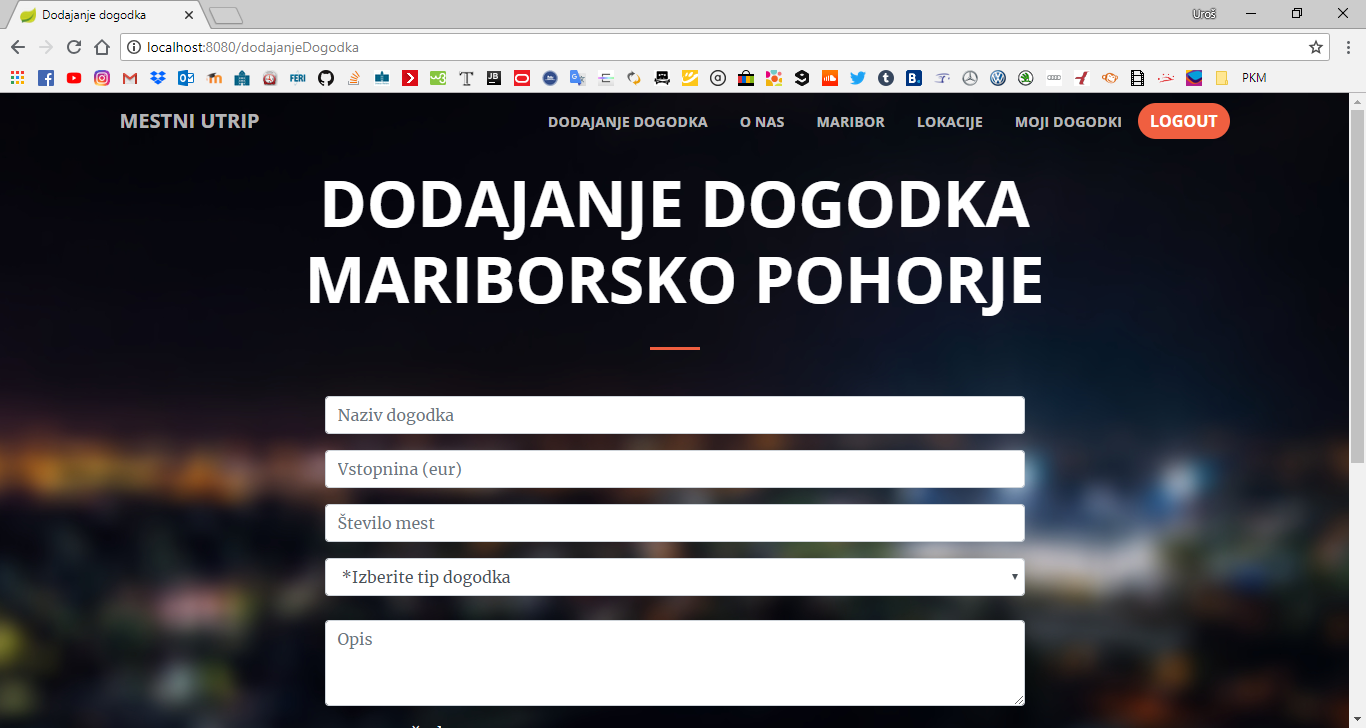 Dodajanje dogodka
Uroš
localhost:8080/dodajanjeDogodka
PKM
MESTNI UTRIP
DODAJANJE DOGODKA
O NAS
MARIBOR
LOKACIJE
MOJI DOGODKI
LOGOUT
DODAJANJE DOGODKA
MARIBORSKO POHORJE
Naziv dogodka
Vstopnina (eur)
Število mest
*Izberite tip dogodka
Opis